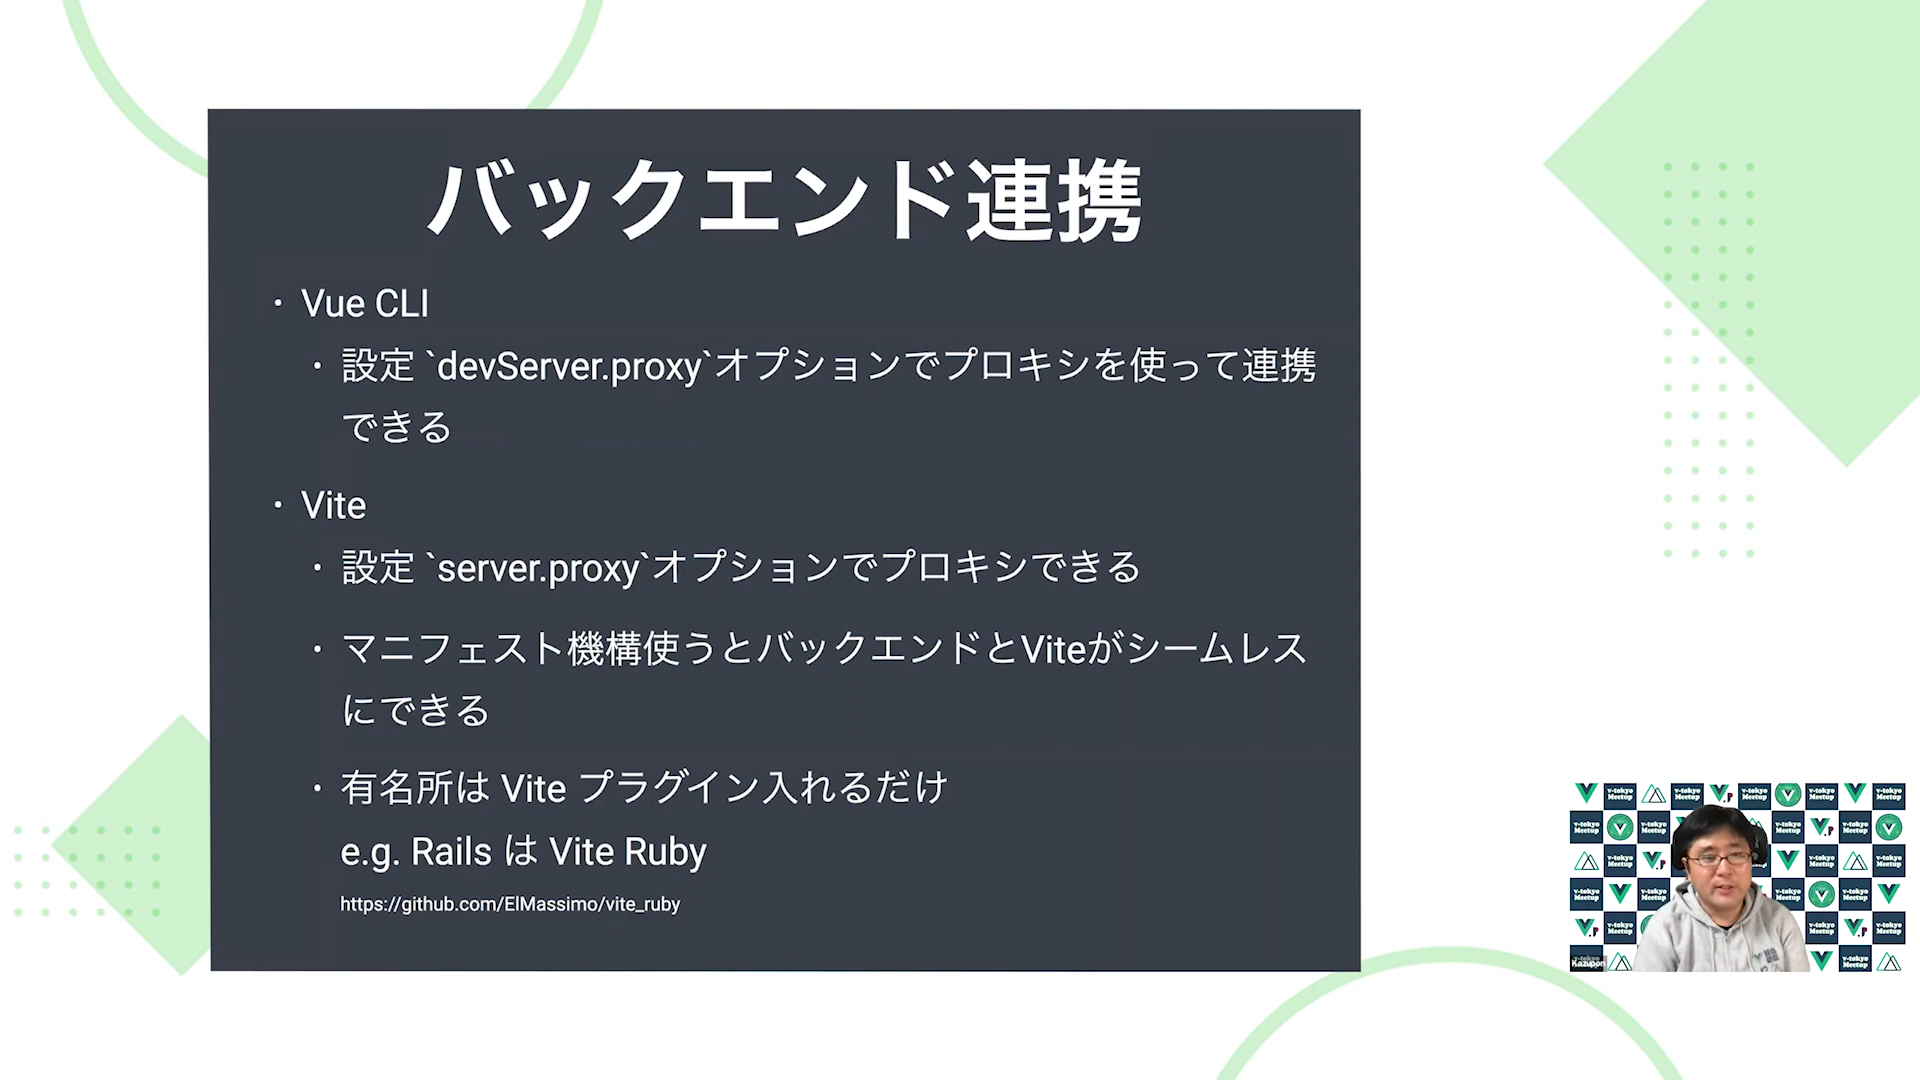 バックエンド連携
・Vue CLI
・設定 `devServer.proxy`オプションでプロキシを使って連携
できる
・Vite
・設定 `server.proxy`オプションでプロキシできる
・マニフェスト機構使うとバックエンドとViteがシームレス
にできる
・有名所は Vite プラグイン入れるだけ
e.g. Rails は Vite Ruby
https://github.com/ElMassimo/vite_ruby
v-tokyo
Meetup
Kazupon